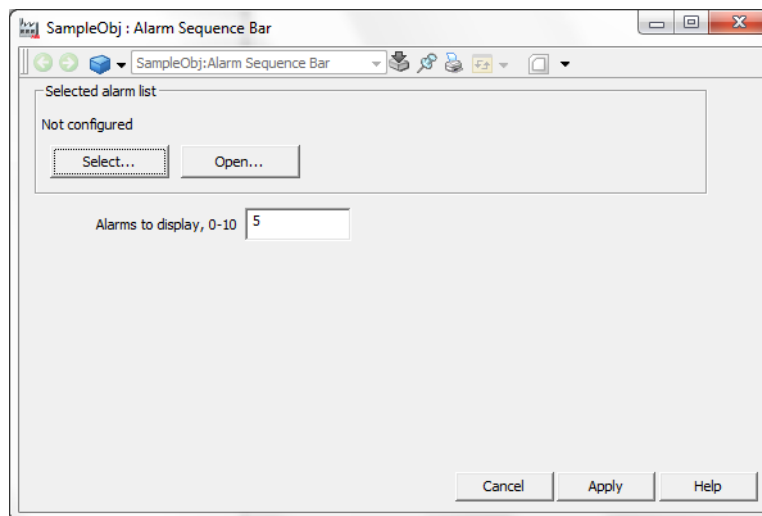 SampleObj : Alarm Sequence Bar
SampleObj:Alarm Sequence Bar
Selected alarm list
Not configured
Select... Open...
Alarms to display, 0-10 5
Cancel Apply Help